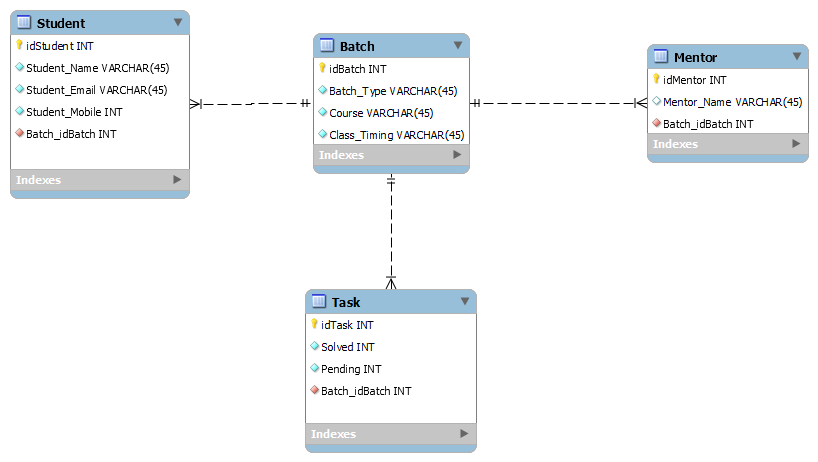 Student
idStudent INT
Student_Name VARCHAR(45)
Student_Email VARCHAR(45)
Student_Mobile INT
Batch_idBatch INT
Indexes
Batch
idBatch INT
Batch_Type VARCHAR(45)
Course VARCHAR(45)
Class_Timing VARCHAR(45)
Indexes
Mentor
idMentor INT
Mentor_Name VARCHAR(45)
Batch_idBatch INT
Indexes
Task
idTask INT
Solved INT
Pending INT
Batch_idBatch INT
Indexes